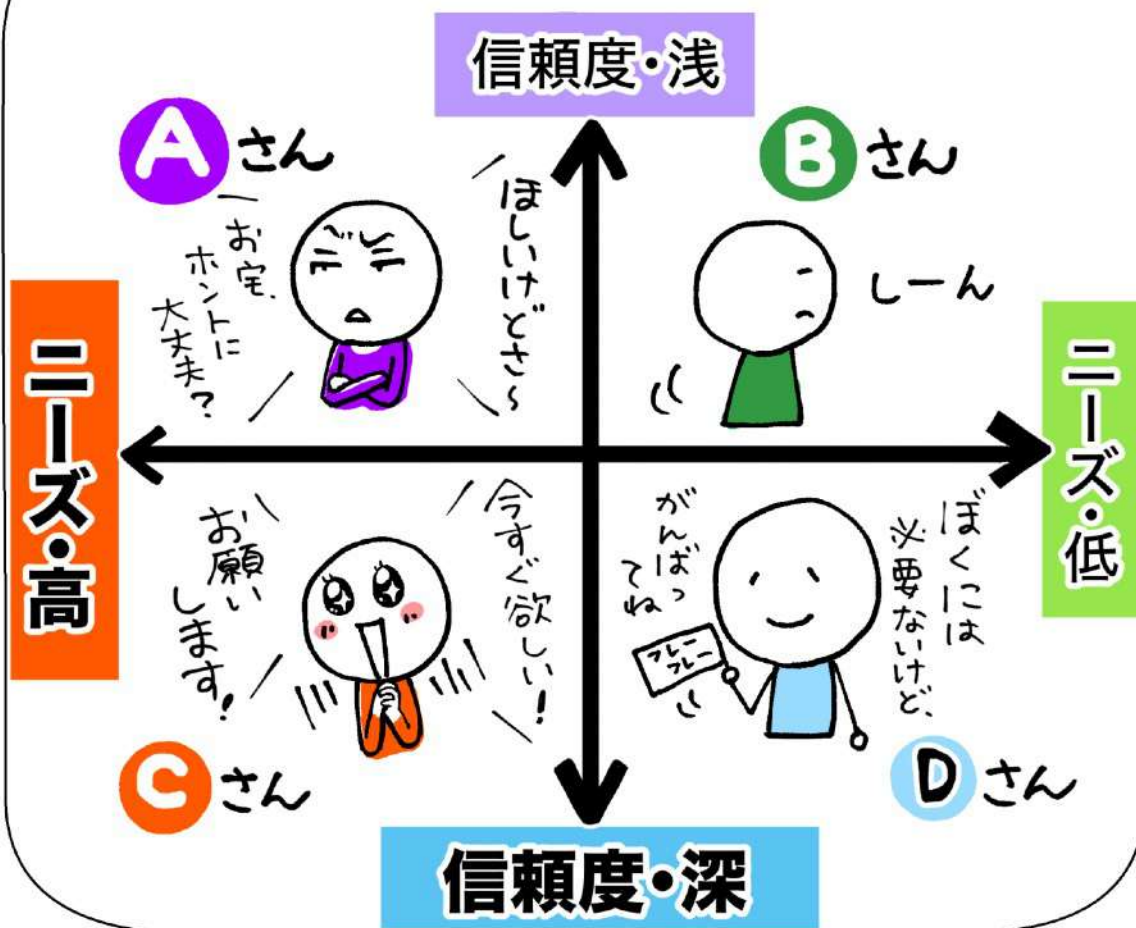 信頼度・浅
Aさん
ほしいけどさ〜
お宅、
ホントに
大丈夫？
Bさん
しーん
ニーズ・高
ニーズ・低
今すぐ欲しい！
お願い
します！
Cさん
ぼくには
必要ないけど、
がんばっ
てね
フレー
フレー
Dさん
信頼度・深